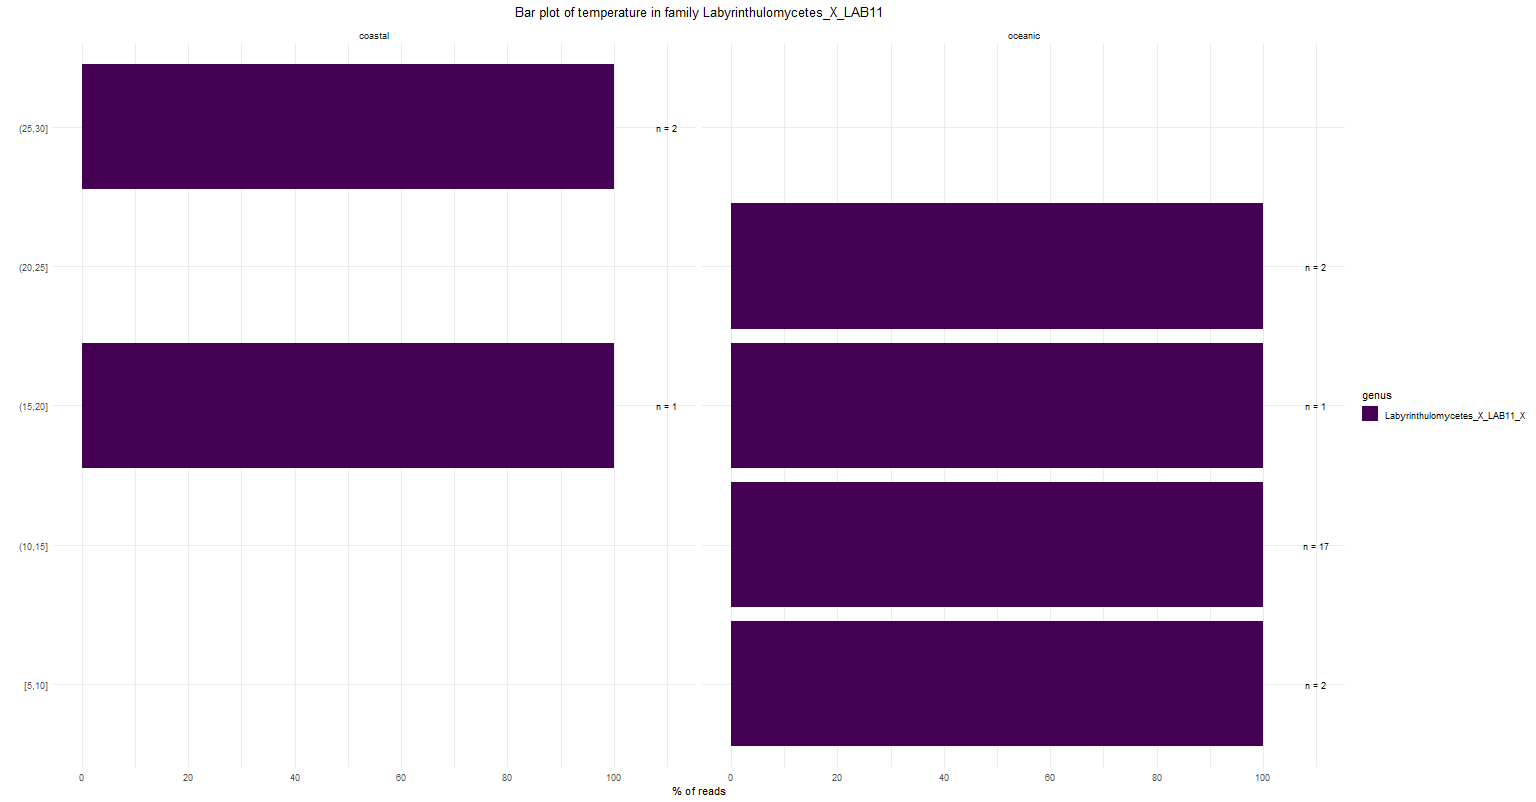 Bar plot of temperature in family Labyrinthulomycetes_X_LAB11
coastal
oceanic
(25,30]
n = 2
(20,25]
n = 2
(15,20]
n = 1
n = 1
genus
Labyrinthulomycetes_X_LAB11_X
(10,15]
n = 17
[5,10]
n = 2
0 20 40 60 80 100
0 20 40 60 80 100
% of reads